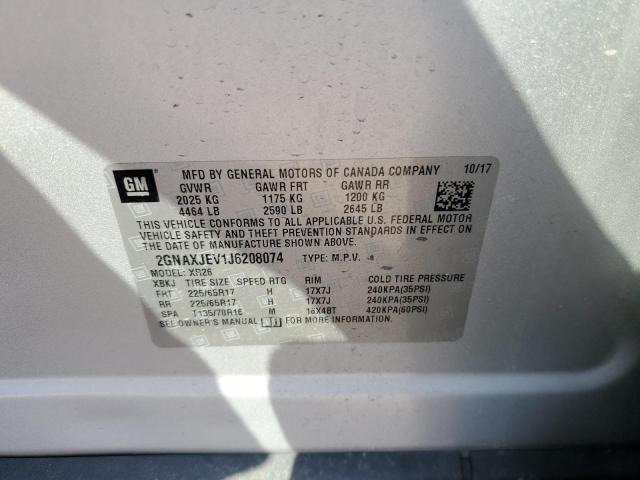 GM
MFD BY GENERAL MOTORS OF CANADA COMPANY 10/17
GVWR GAWR FRT GAWR RR
2025 KG 1175 KG 1200 KG
4464 LB 2590 LB 2645 LB
THIS VEHICLE CONFORMS TO ALL APPLICABLE U.S. FEDERAL MOTOR
VEHICLE SAFETY AND THEFT PREVENTION STANDARDS IN EFFECT ON
THE DATE OF MANUFACTURE SHOWN ABOVE.
2GNAXJEV1J6208074 TYPE: M.P.V.
MODEL: XR26
XBKJ TIRE SIZE SPEED RTG RIM COLD TIRE PRESSURE
FRT 225/65R17 H 17X7J 240KPA(35PSI)
RR 225/65R17 H 17X7J 240KPA(35PSI)
SPA T135/70R16 M 16X4BT 420KPA(60PSI)
SEE OWNER'S MANUAL FOR MORE INFORMATION.